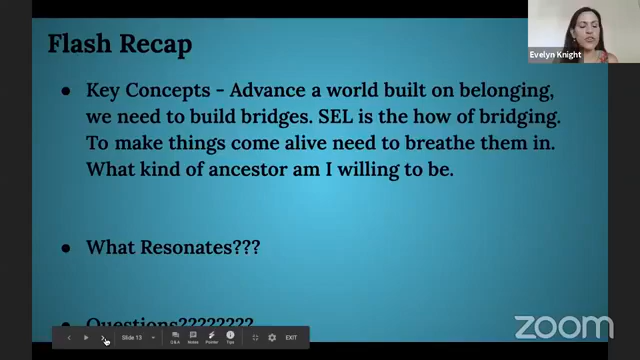 Flash Recap
Evelyn Knight
● Key Concepts - Advance a world built on belonging,
we need to build bridges. SEL is the how of bridging.
To make things come alive need to breathe them in.
What kind of ancestor am I willing to be.
● What Resonates???
● Questions????????
Slide 13
Q&A
Notes
Pointer
Tips
EXIT
zoom